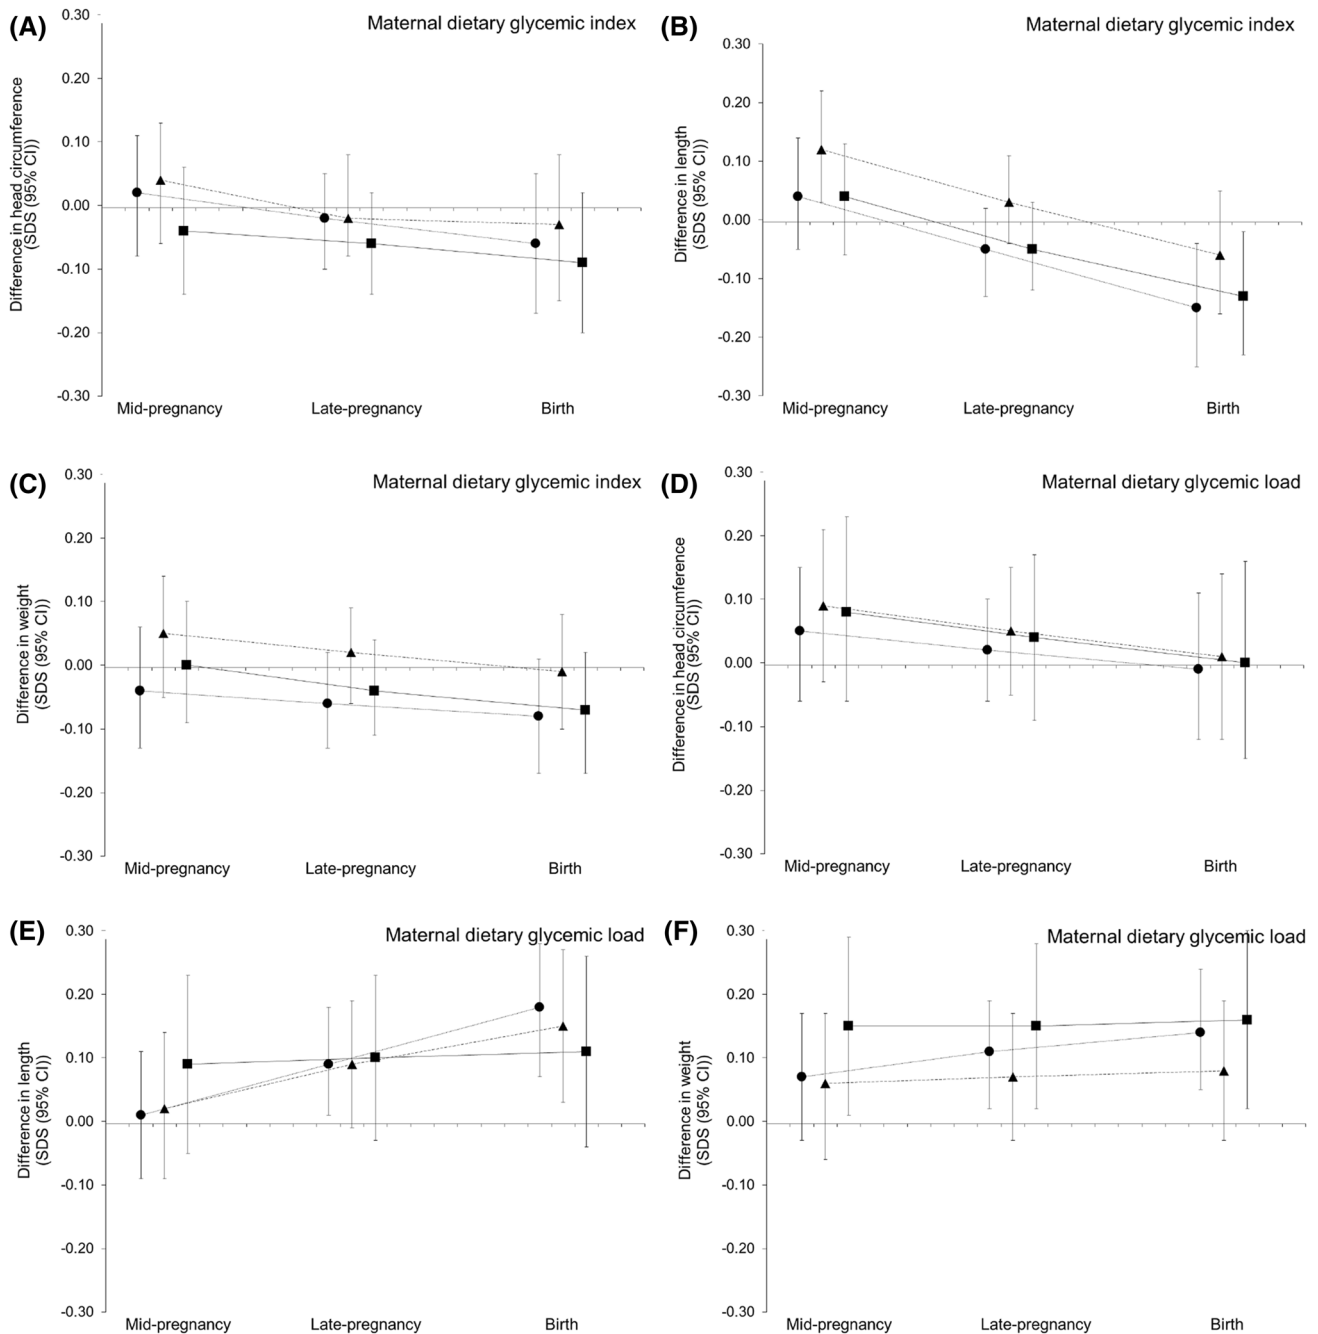 (A)
Maternal dietary glycemic index
0.30
0.20
0.10
0.00
-0.10
-0.20
-0.30
Difference in head circumference
(SDS (95% CI))
Mid-pregnancy Late-pregnancy Birth
(B)
Maternal dietary glycemic index
0.30
0.20
0.10
0.00
-0.10
-0.20
-0.30
Difference in length
(SDS (95% CI))
Mid-pregnancy Late-pregnancy Birth
(C)
Maternal dietary glycemic index
0.30
0.20
0.10
0.00
-0.10
-0.20
-0.30
Difference in weight
(SDS (95% CI))
Mid-pregnancy Late-pregnancy Birth
(D)
Maternal dietary glycemic load
0.30
0.20
0.10
0.00
-0.10
-0.20
-0.30
Difference in head circumference
(SDS (95% CI))
Mid-pregnancy Late-pregnancy Birth
(E)
Maternal dietary glycemic load
0.30
0.20
0.10
0.00
-0.10
-0.20
-0.30
Difference in length
(SDS (95% CI))
Mid-pregnancy Late-pregnancy Birth
(F)
Maternal dietary glycemic load
0.30
0.20
0.10
0.00
-0.10
-0.20
-0.30
Difference in weight
(SDS (95% CI))
Mid-pregnancy Late-pregnancy Birth